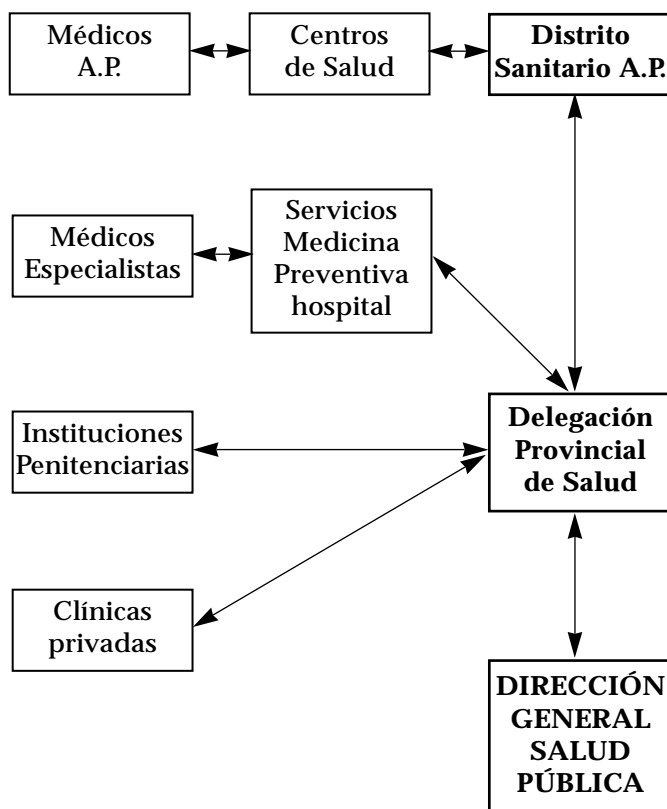 Médicos
A.P.
Centros
de Salud
Distrito
Sanitario A.P.
Médicos
Especialistas
Servicios
Medicina
Preventiva
hospital
Instituciones
Penitenciarias
Delegación
Provincial
de Salud
Clínicas
privadas
DIRECCIÓN
GENERAL
SALUD
PÚBLICA